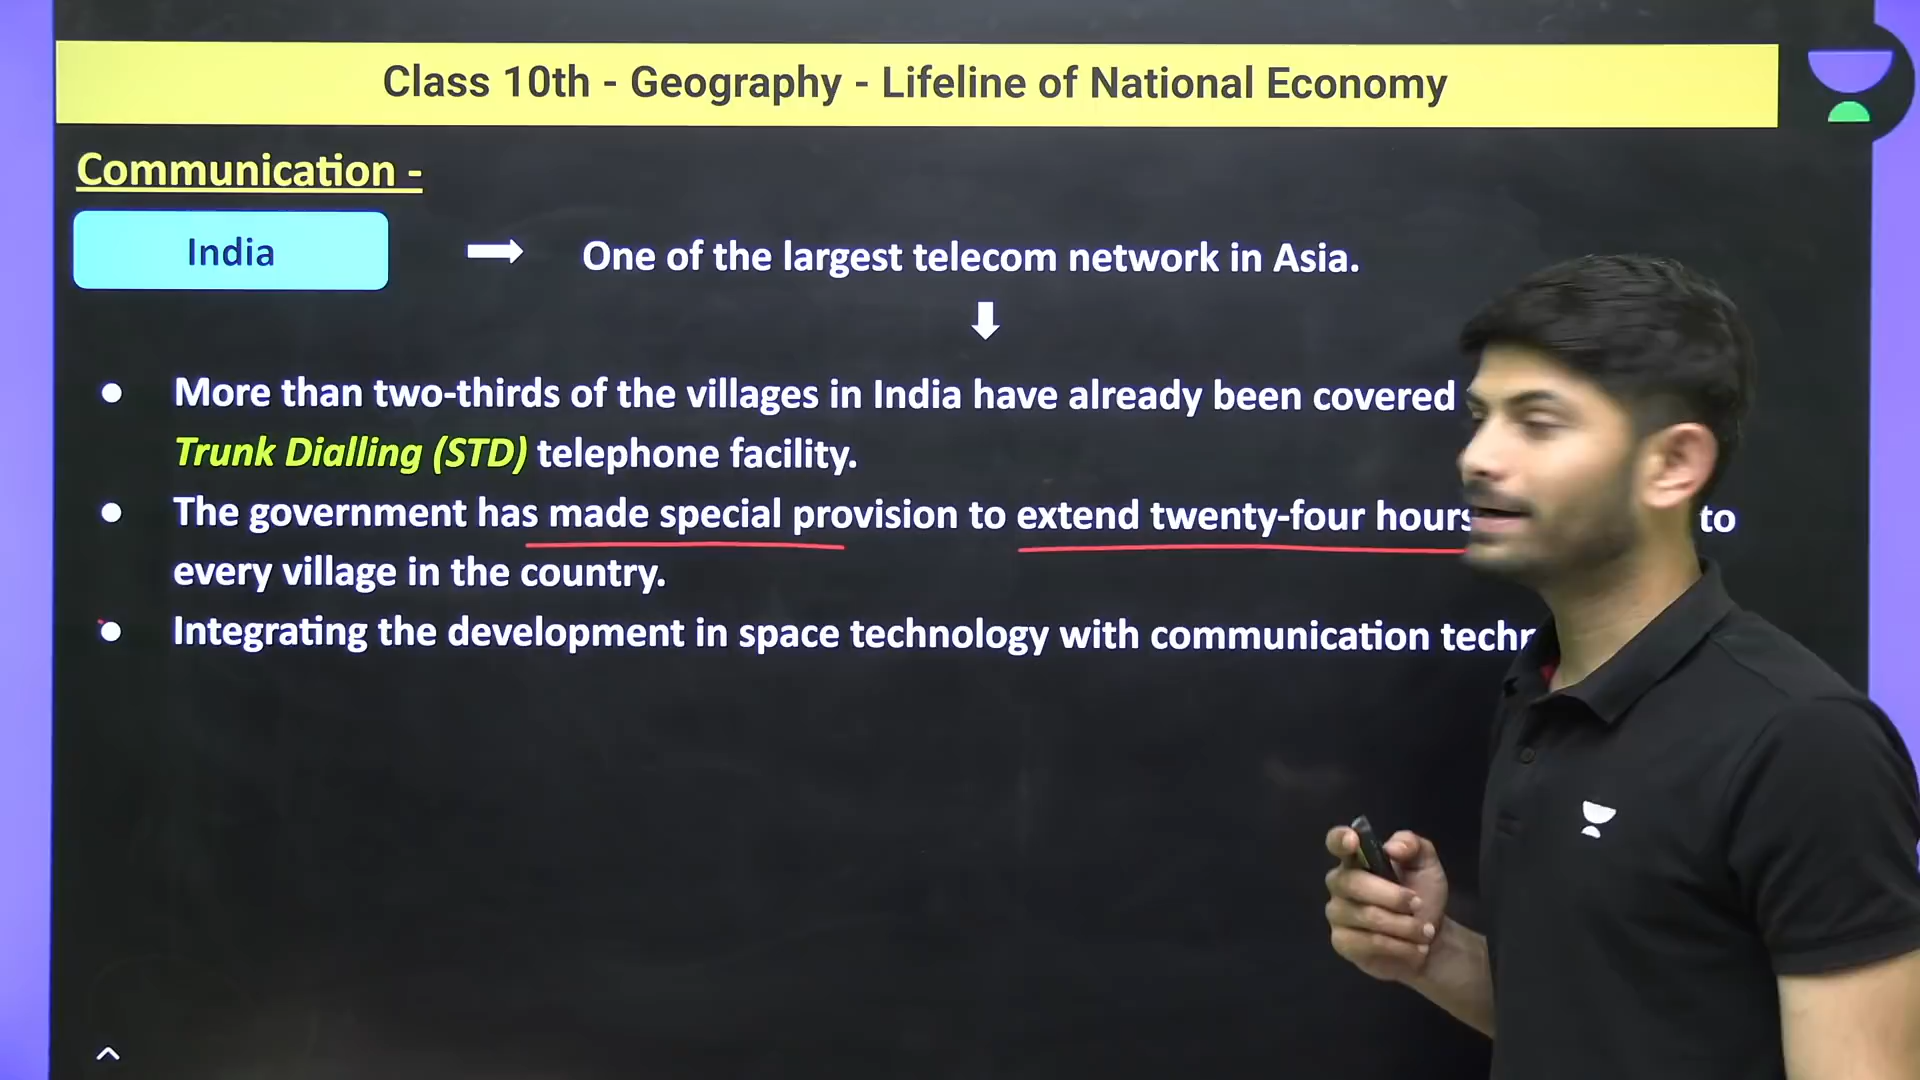 Class 10th - Geography - Lifeline of National Economy
Communication -
India
One of the largest telecom network in Asia.
● More than two-thirds of the villages in India have already been covered
Trunk Dialling (STD) telephone facility.
● The government has made special provision to extend twenty-four hours to
every village in the country.
● Integrating the development in space technology with communication